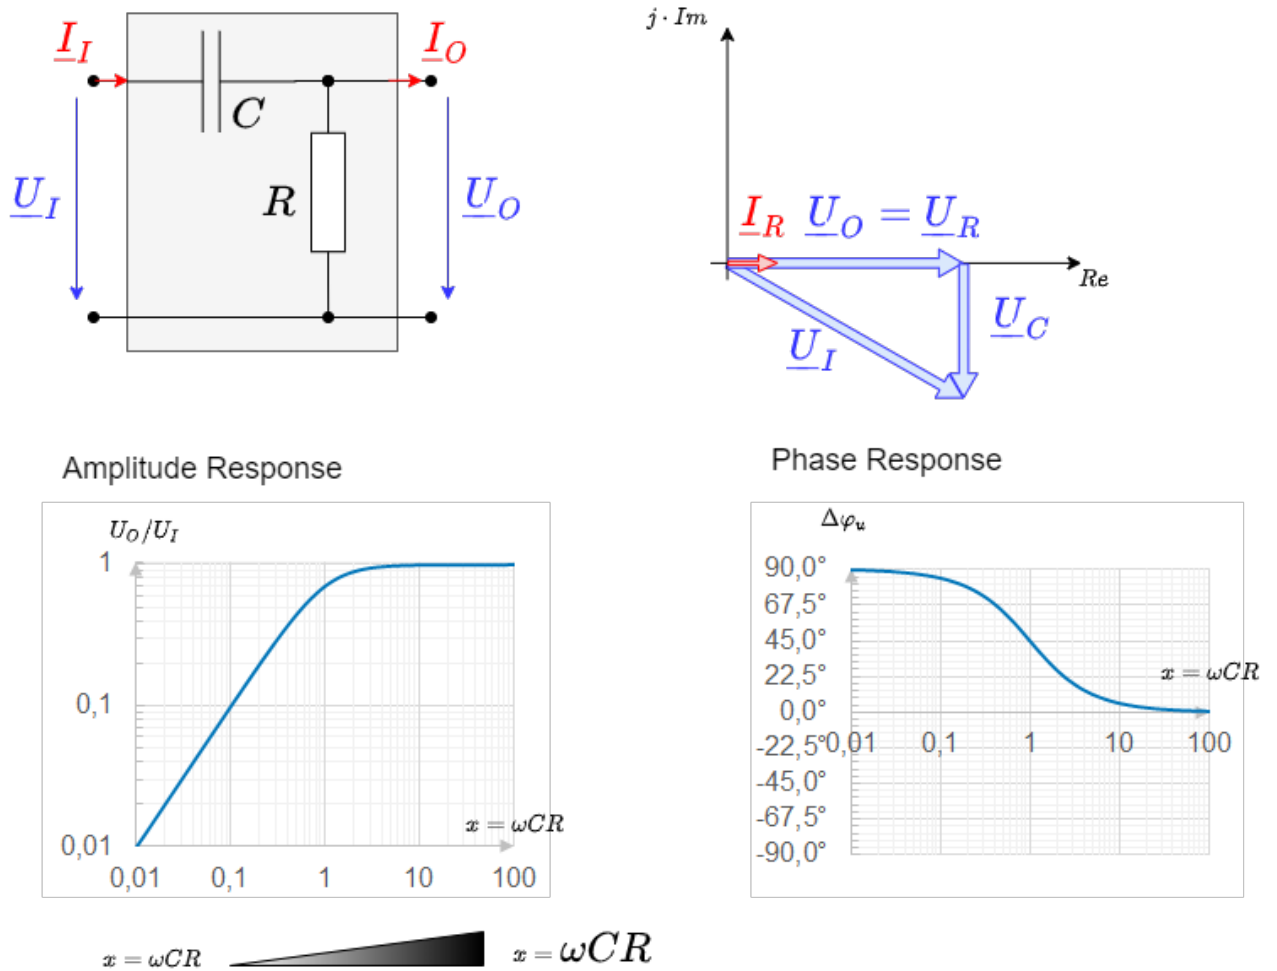 I_I
I_O
C
U_I
R
U_O
j · Im
I_R U_O = U_R
Re
U_C
U_I
Amplitude Response
U_O/U_I
1
0,1
0,01
x = ωCR
0,01 0,1 1 10 100
Phase Response
Δφ_u
90,0°
67,5°
45,0°
22,5°
x = ωCR
0,0°
-22,5°
0,01 0,1 1 10 100
-45,0°
-67,5°
-90,0°
x = ωCR
x = ωCR